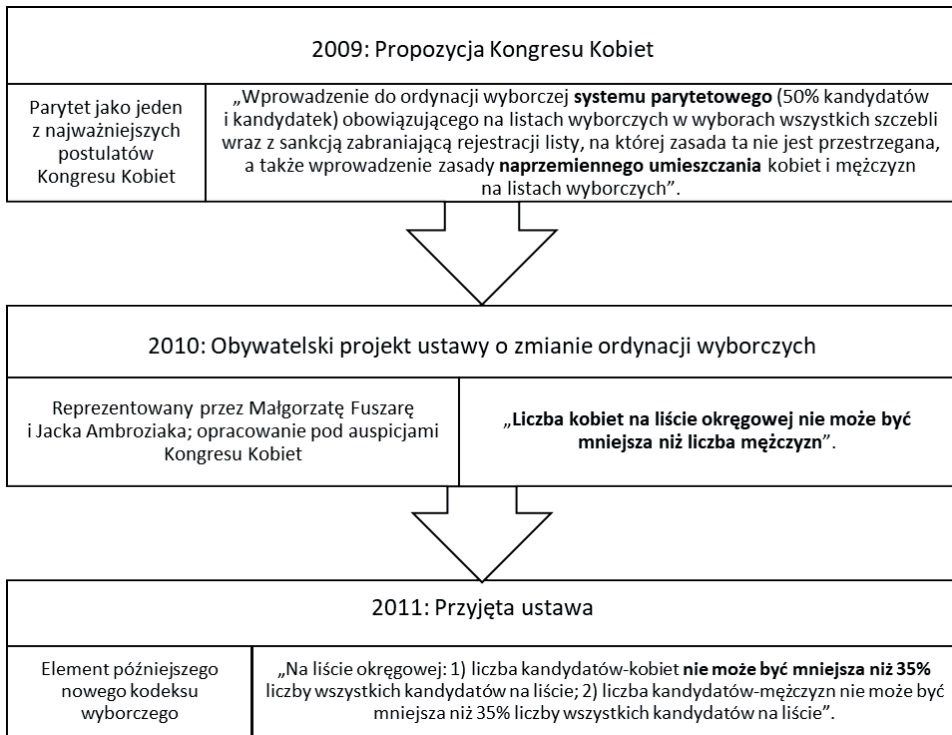 2009: Propozycja Kongresu Kobiet
Parytet jako jeden
z najważniejszych
postulatów
Kongresu Kobiet
„Wprowadzenie do ordynacji wyborczej systemu parytetowego (50% kandydatów
i kandydatek) obowiązującego na listach wyborczych w wyborach wszystkich szczebli
wraz z sankcją zabraniającą rejestracji listy, na której zasada ta nie jest przestrzegana,
a także wprowadzenie zasady naprzemiennego umieszczania kobiet i mężczyzn
na listach wyborczych”.
2010: Obywatelski projekt ustawy o zmianie ordynacji wyborczych
Reprezentowany przez Małgorzatę Fuszarę
i Jacka Ambroziaka; opracowanie pod auspicjami
Kongresu Kobiet
„Liczba kobiet na liście okręgowej nie może być
mniejsza niż liczba mężczyzn”.
2011: Przyjęta ustawa
Element późniejszego
nowego kodeksu
wyborczego
„Na liście okręgowej: 1) liczba kandydatów-kobiet nie może być mniejsza niż 35%
liczby wszystkich kandydatów na liście; 2) liczba kandydatów-mężczyzn nie może być
mniejsza niż 35% liczby wszystkich kandydatów na liście”.